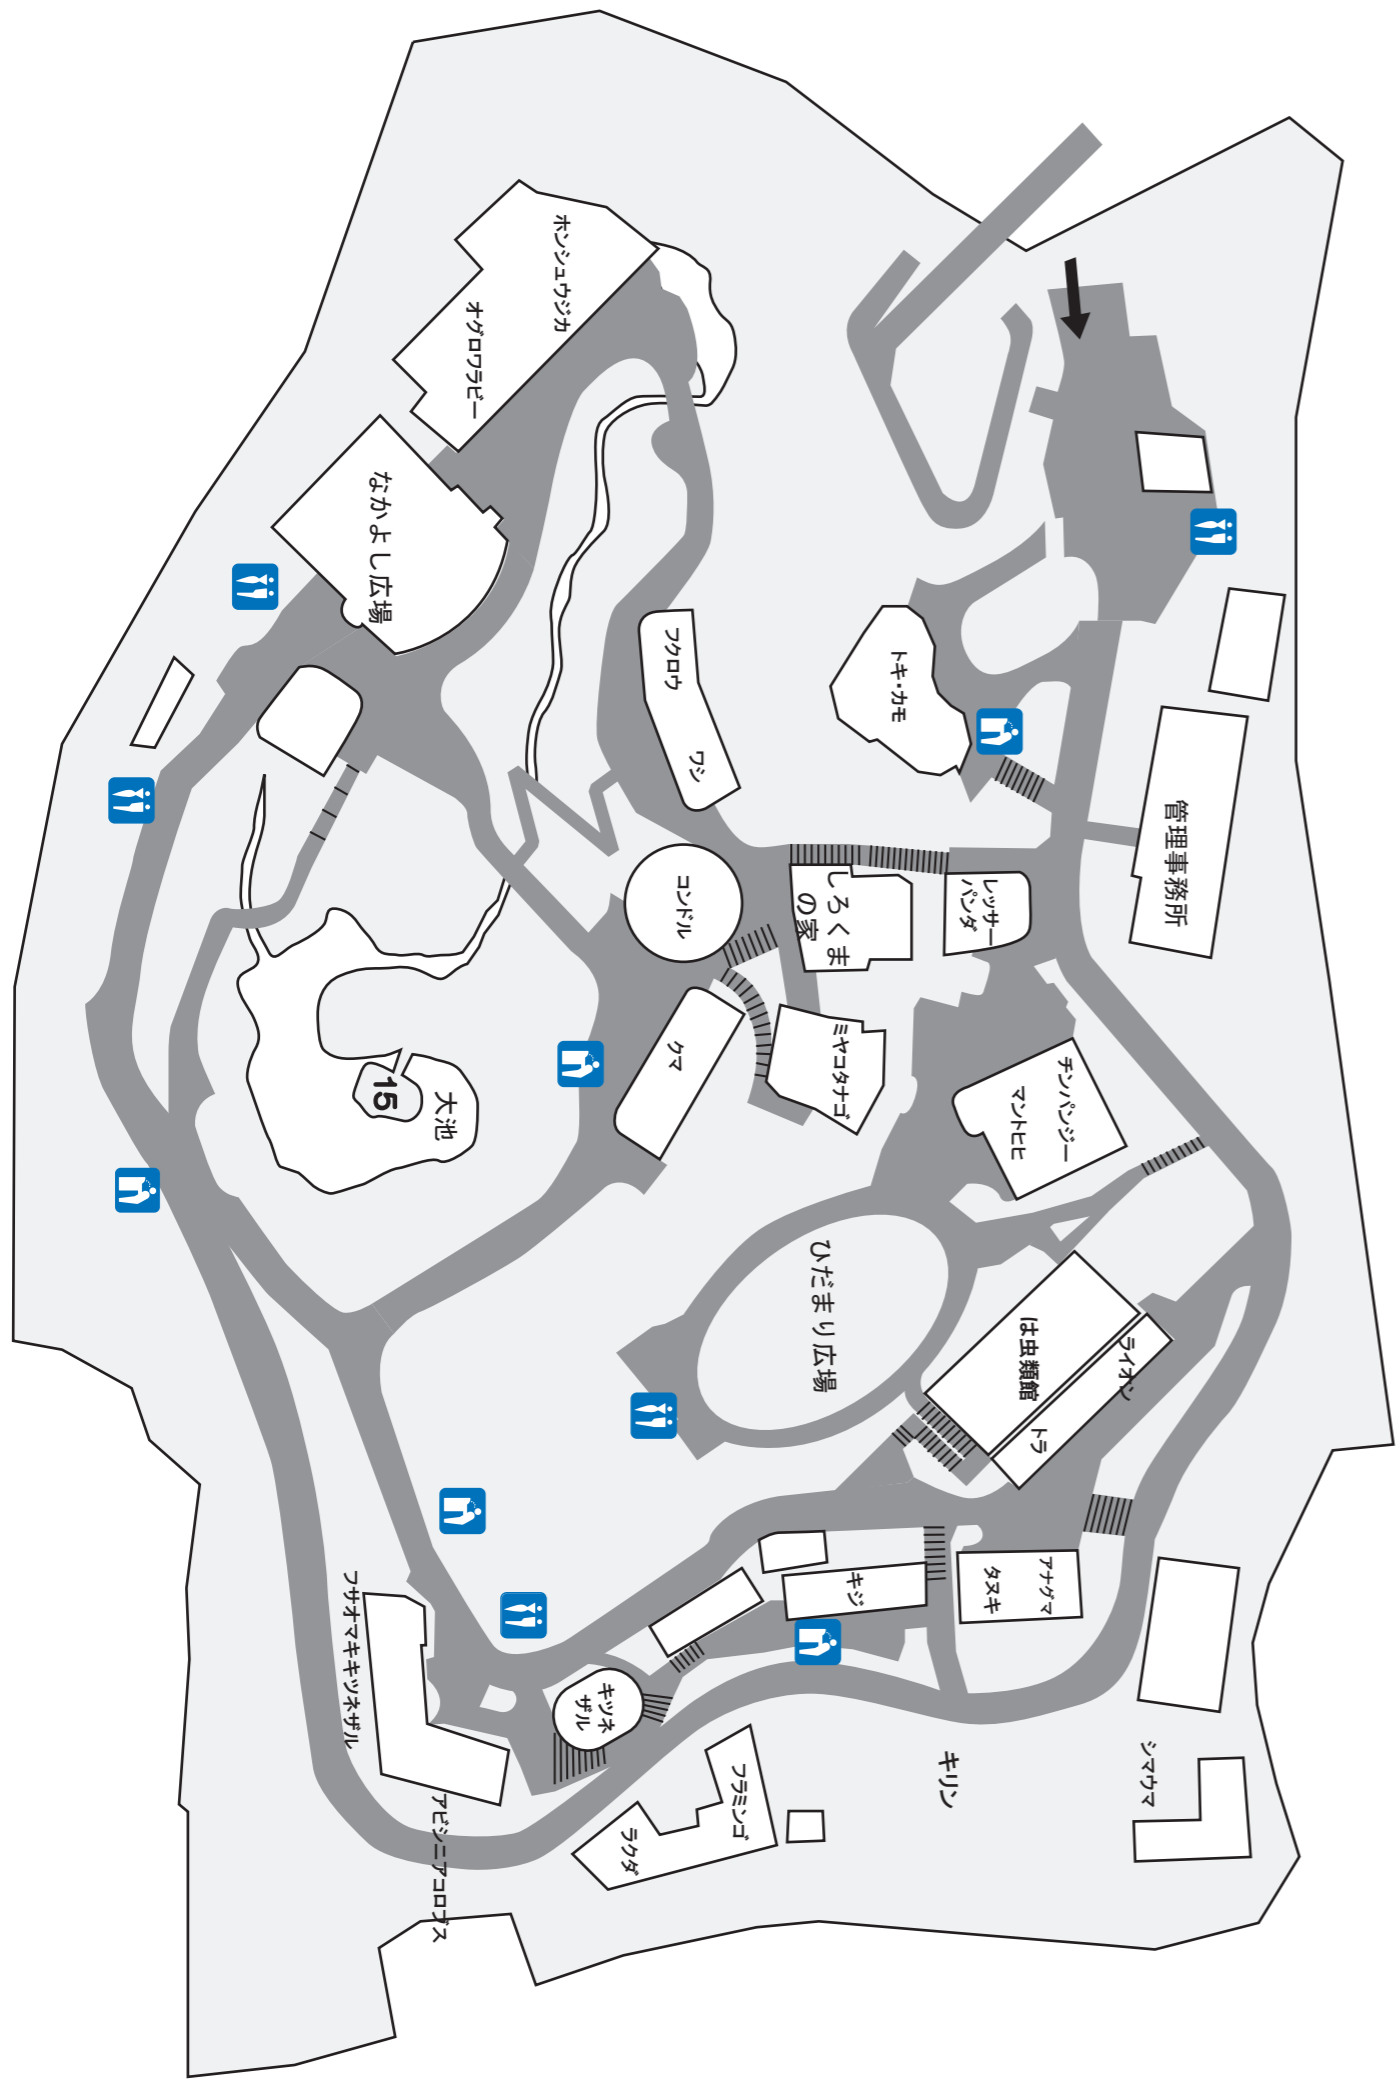 ホンシュウジカ
オグロワラビー
なかよし広場
フクロウ
ワシ
トキ・カモ
管理事務所
コンドル
しろくま
の家
レッサー
パンダ
クマ
ミヤコタナゴ
チンパンジー
マントヒヒ
15
大池
ひだまり広場
は虫類館
ライオン
トラ
キジ
アナグマ
タヌキ
フサオマキキツネザル
キツネ
ザル
アビシニアコロブス
フラミンゴ
ラクダ
キリン
シマウマ